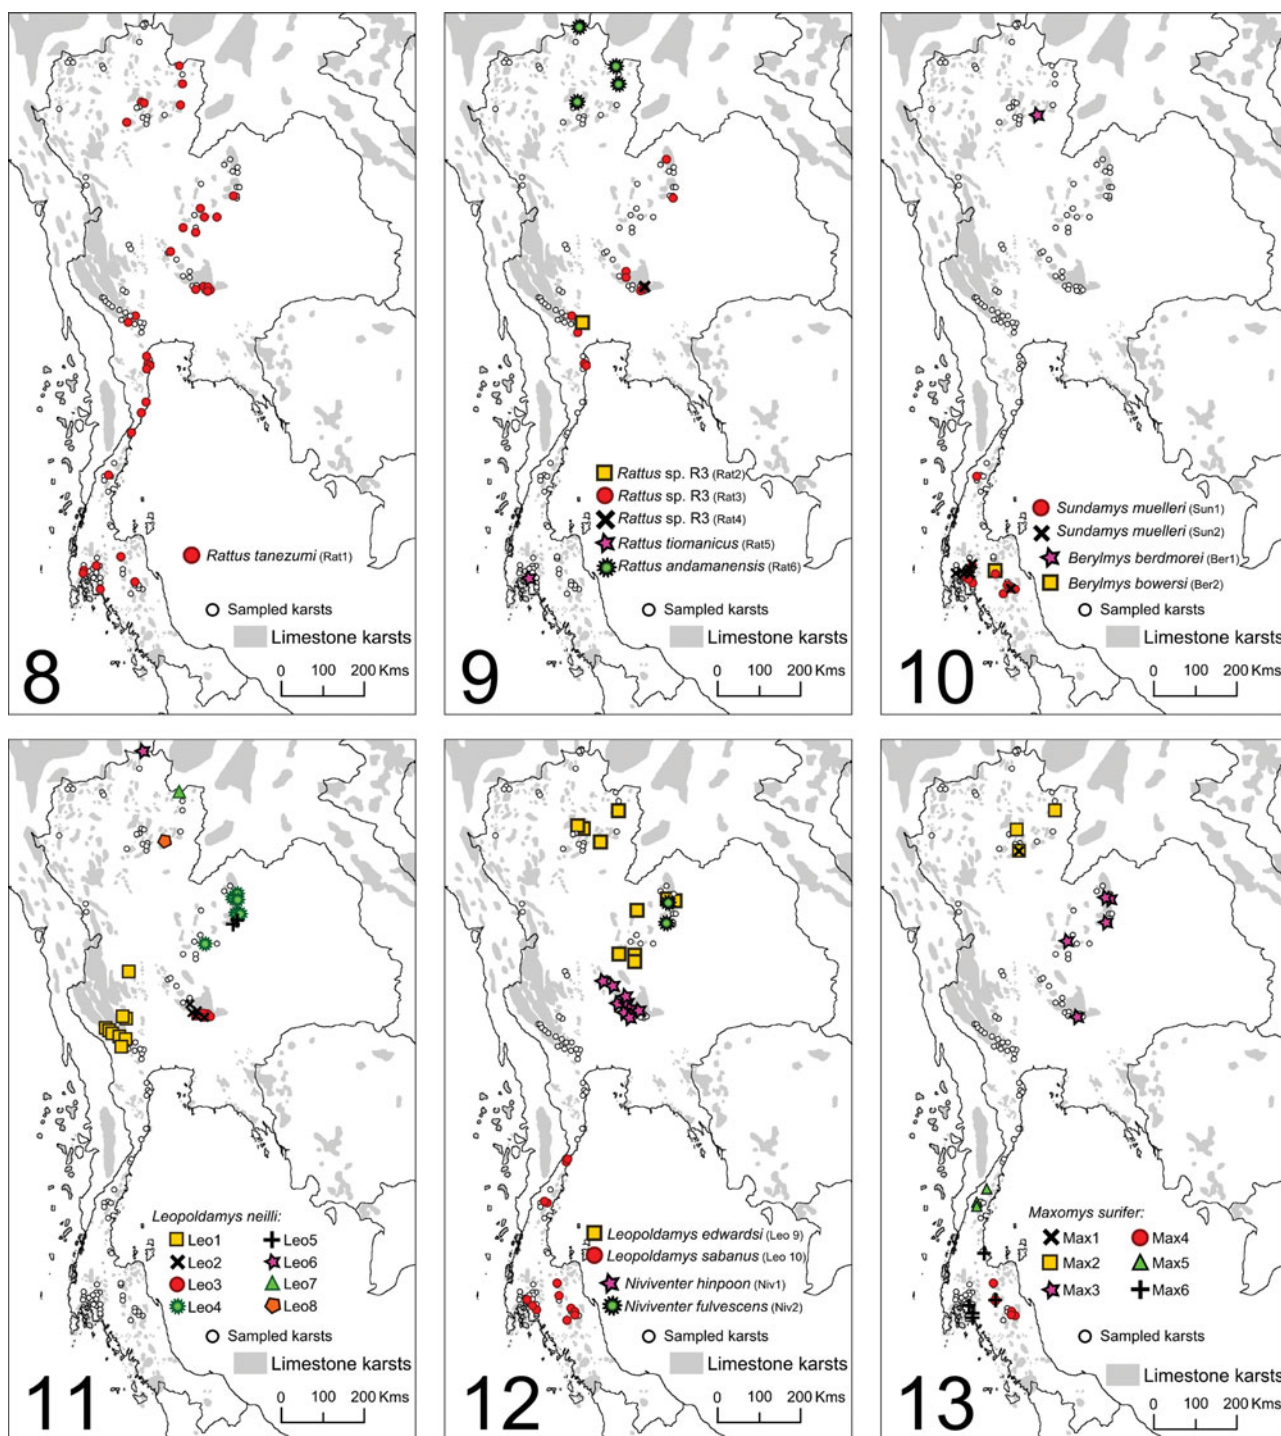 Rattus tanezumi (Rat1)
Sampled karsts
Limestone karsts
0 100 200 Kms
8
Rattus sp. R3 (Rat2)
Rattus sp. R3 (Rat3)
Rattus sp. R3 (Rat4)
Rattus tiomanicus (Rat5)
Rattus andamanensis (Rat6)
Sampled karsts
Limestone karsts
0 100 200 Kms
9
Sundamys muelleri (Sun1)
Sundamys muelleri (Sun2)
Berylmys berdmorei (Ber1)
Berylmys bowersi (Ber2)
Sampled karsts
Limestone karsts
0 100 200 Kms
10
Leopoldamys neilli:
Leo1 Leo5
Leo2 Leo6
Leo3 Leo7
Leo4 Leo8
Sampled karsts
Limestone karsts
0 100 200 Kms
11
Leopoldamys edwardsi (Leo 9)
Leopoldamys sabanus (Leo 10)
Niviventer hinpoon (Niv1)
Niviventer fulvescens (Niv2)
Sampled karsts
Limestone karsts
0 100 200 Kms
12
Maxomys surifer:
Max1 Max4
Max2 Max5
Max3 Max6
Sampled karsts
Limestone karsts
0 100 200 Kms
13